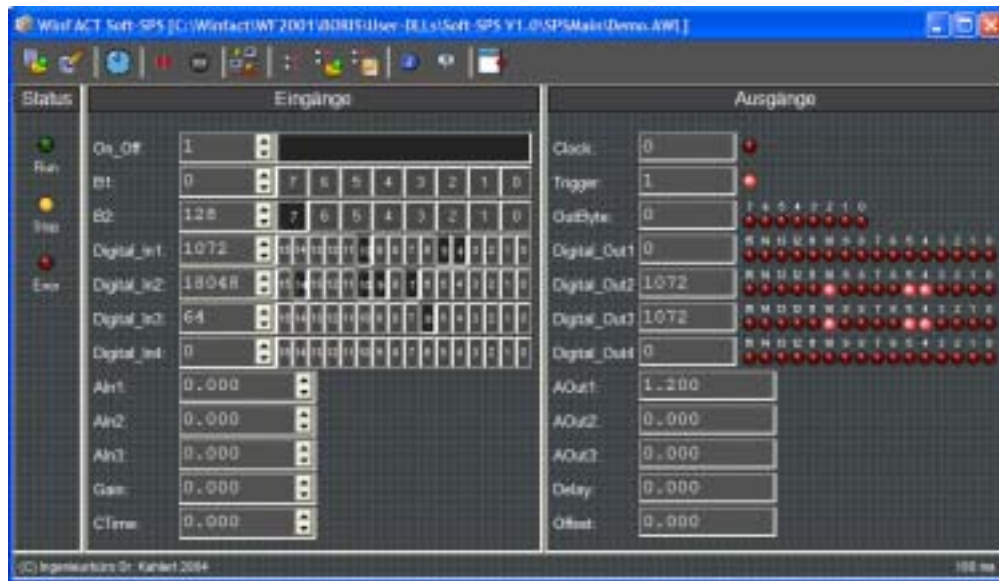 WinFACT Soft-SPS [C:\Winfact\WF2001\BORIS\User-DLLs\Soft-SPS V1.0\SPSMain\Demo.AWL]
Status
Eingänge
Ausgänge
Run
Stop
Error
On_Off: 1
B1: 0 7 6 5 4 3 2 1 0
B2: 128 7 6 5 4 3 2 1 0
Digital_In1: 1072
Digital_In2: 18048
Digital_In3: 64
Digital_In4: 0
AIn1: 0.000
AIn2: 0.000
AIn3: 0.000
Gain: 0.000
CTime: 0.000
Clock: 0
Trigger: 1
7 6 5 4 3 2 1 0
OutByte: 0
Digital_Out1 0
Digital_Out2 1072
Digital_Out3 1072
Digital_Out4 0
AOut1: 1.200
AOut2: 0.000
AOut3: 0.000
Delay: 0.000
Offset: 0.000
(C) Ingenieurbüro Dr. Kahlert 2004
100 ms